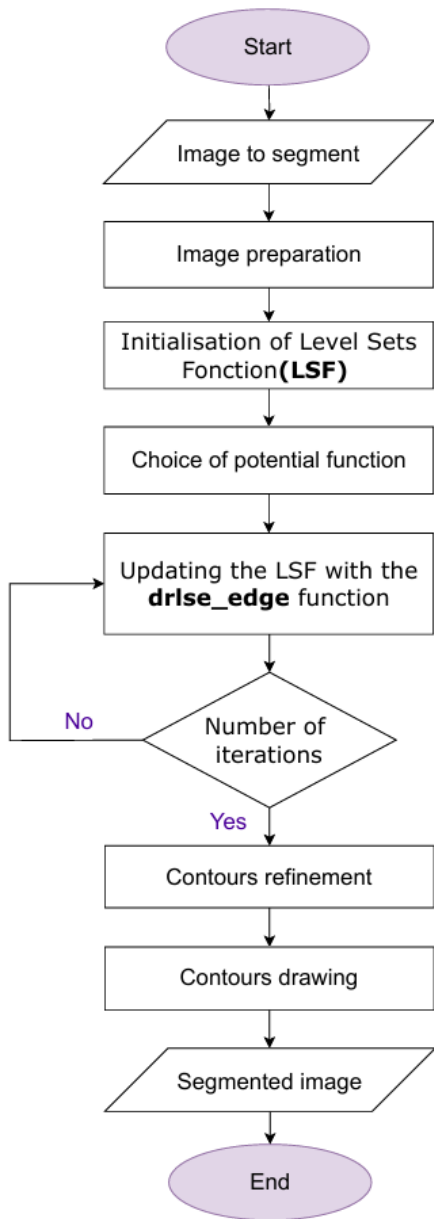 Start
Image to segment
Image preparation
Initialisation of Level Sets
Fonction(LSF)
Choice of potential function
Updating the LSF with the
drlse_edge function
No
Number of
iterations
Yes
Contours refinement
Contours drawing
Segmented image
End